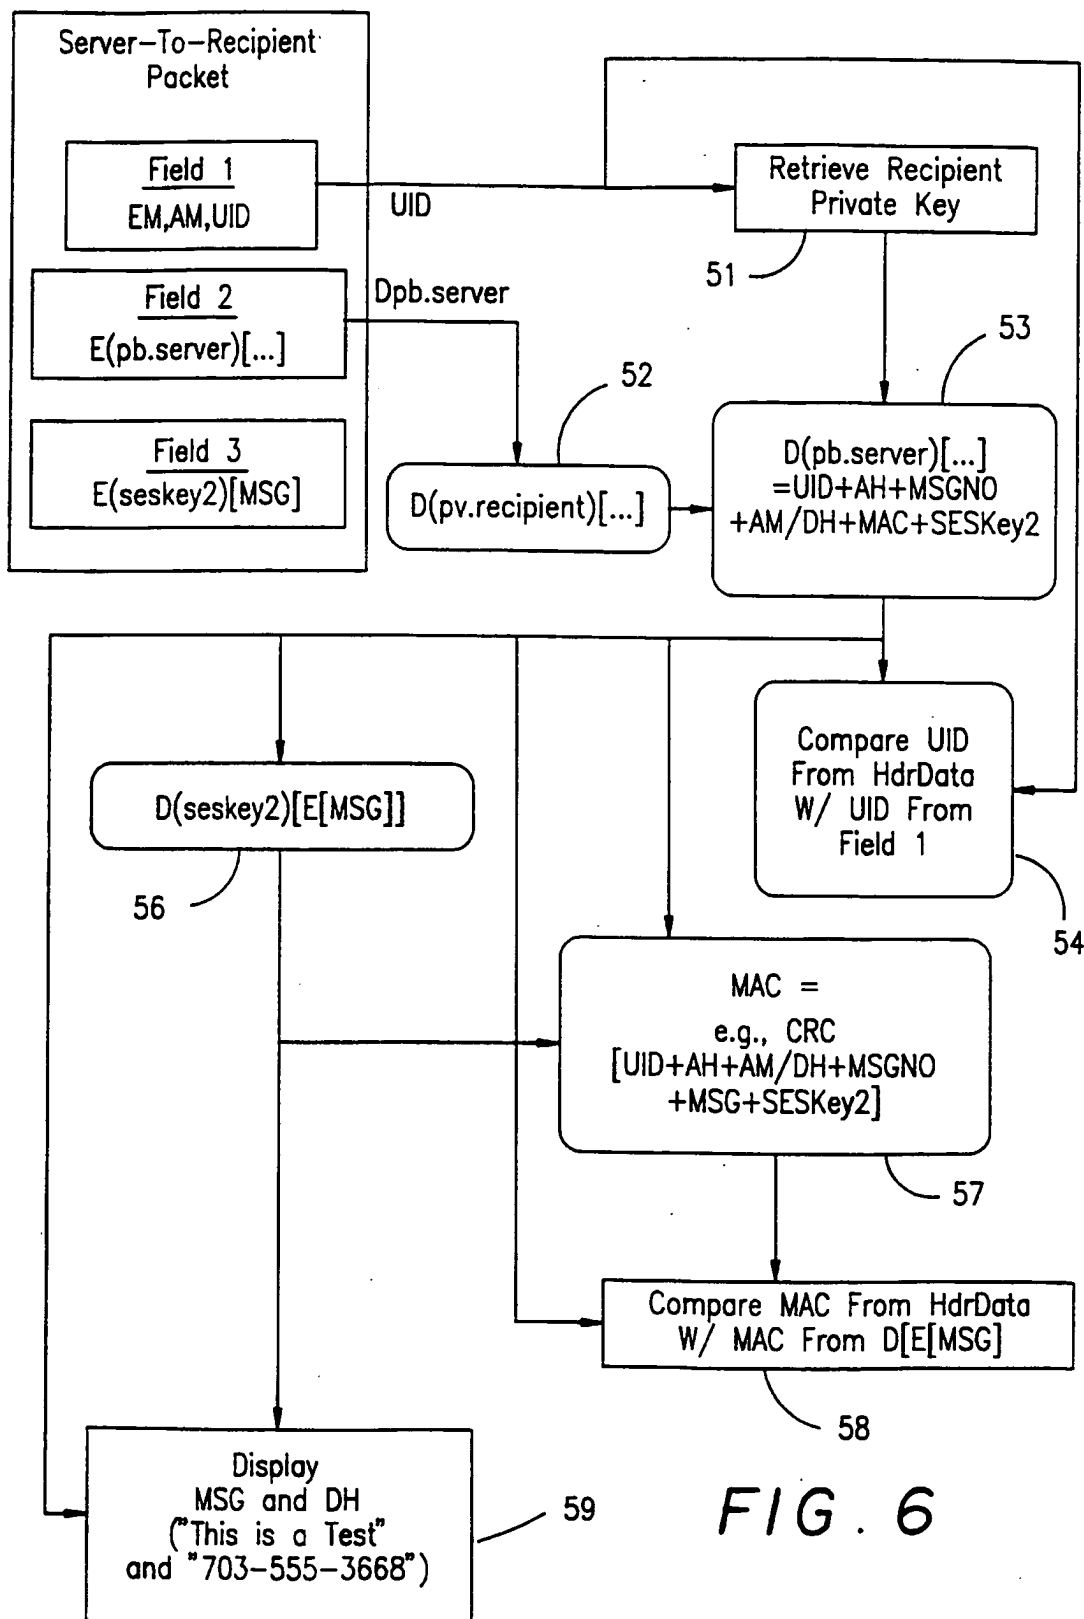 Server-To-Recipient
Packet
Field 1
EM,AM,UID
UID
Retrieve Recipient
Private Key
51
Field 2
E(pb.server)[...]
Dpb.server
52
53
Field 3
E(seskey2)[MSG]
D(pv.recipient)[...]
D(pb.server)[...]
=UID+AH+MSGNO
+AM/DH+MAC+SESKey2
Compare UID
From HdrData
W/ UID From
Field 1
54
D(seskey2)[E[MSG]]
56
MAC =
e.g., CRC
[UID+AH+AM/DH+MSGNO
+MSG+SESKey2]
57
Compare MAC From HdrData
W/ MAC From D[E[MSG]
58
Display
MSG and DH
("This is a Test"
and "703-555-3668")
59
FIG. 6